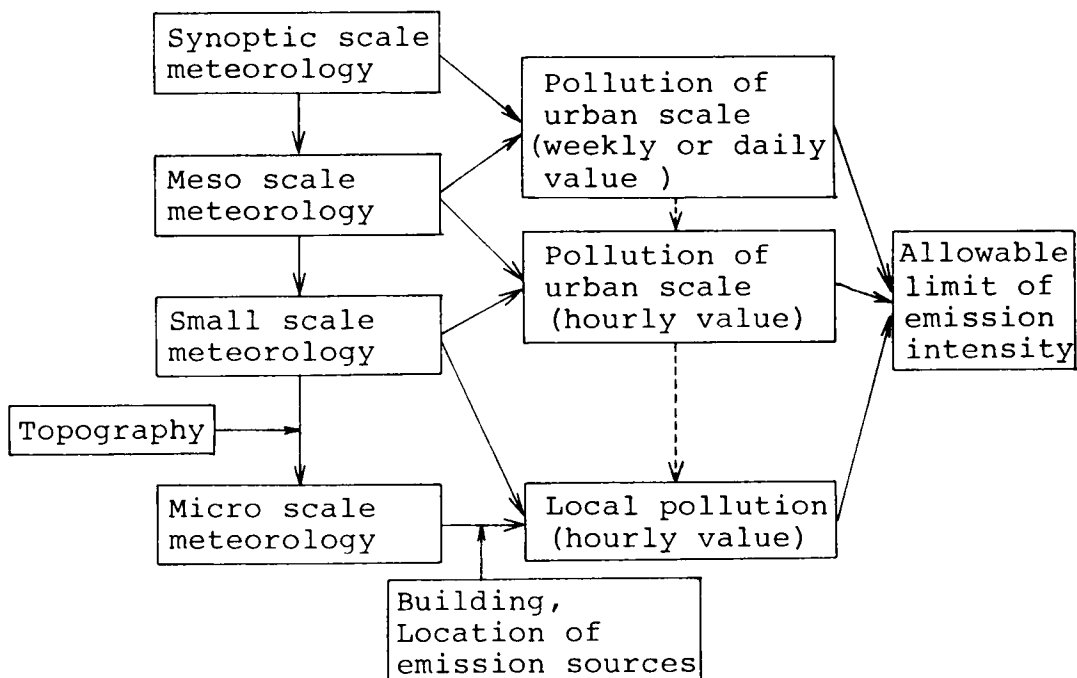 Synoptic scale
meteorology
Pollution of
urban scale
(weekly or daily
value )
Meso scale
meteorology
Pollution of
urban scale
(hourly value)
Allowable
limit of
emission
intensity
Small scale
meteorology
Topography
Micro scale
meteorology
Local pollution
(hourly value)
Building,
Location of
emission sources